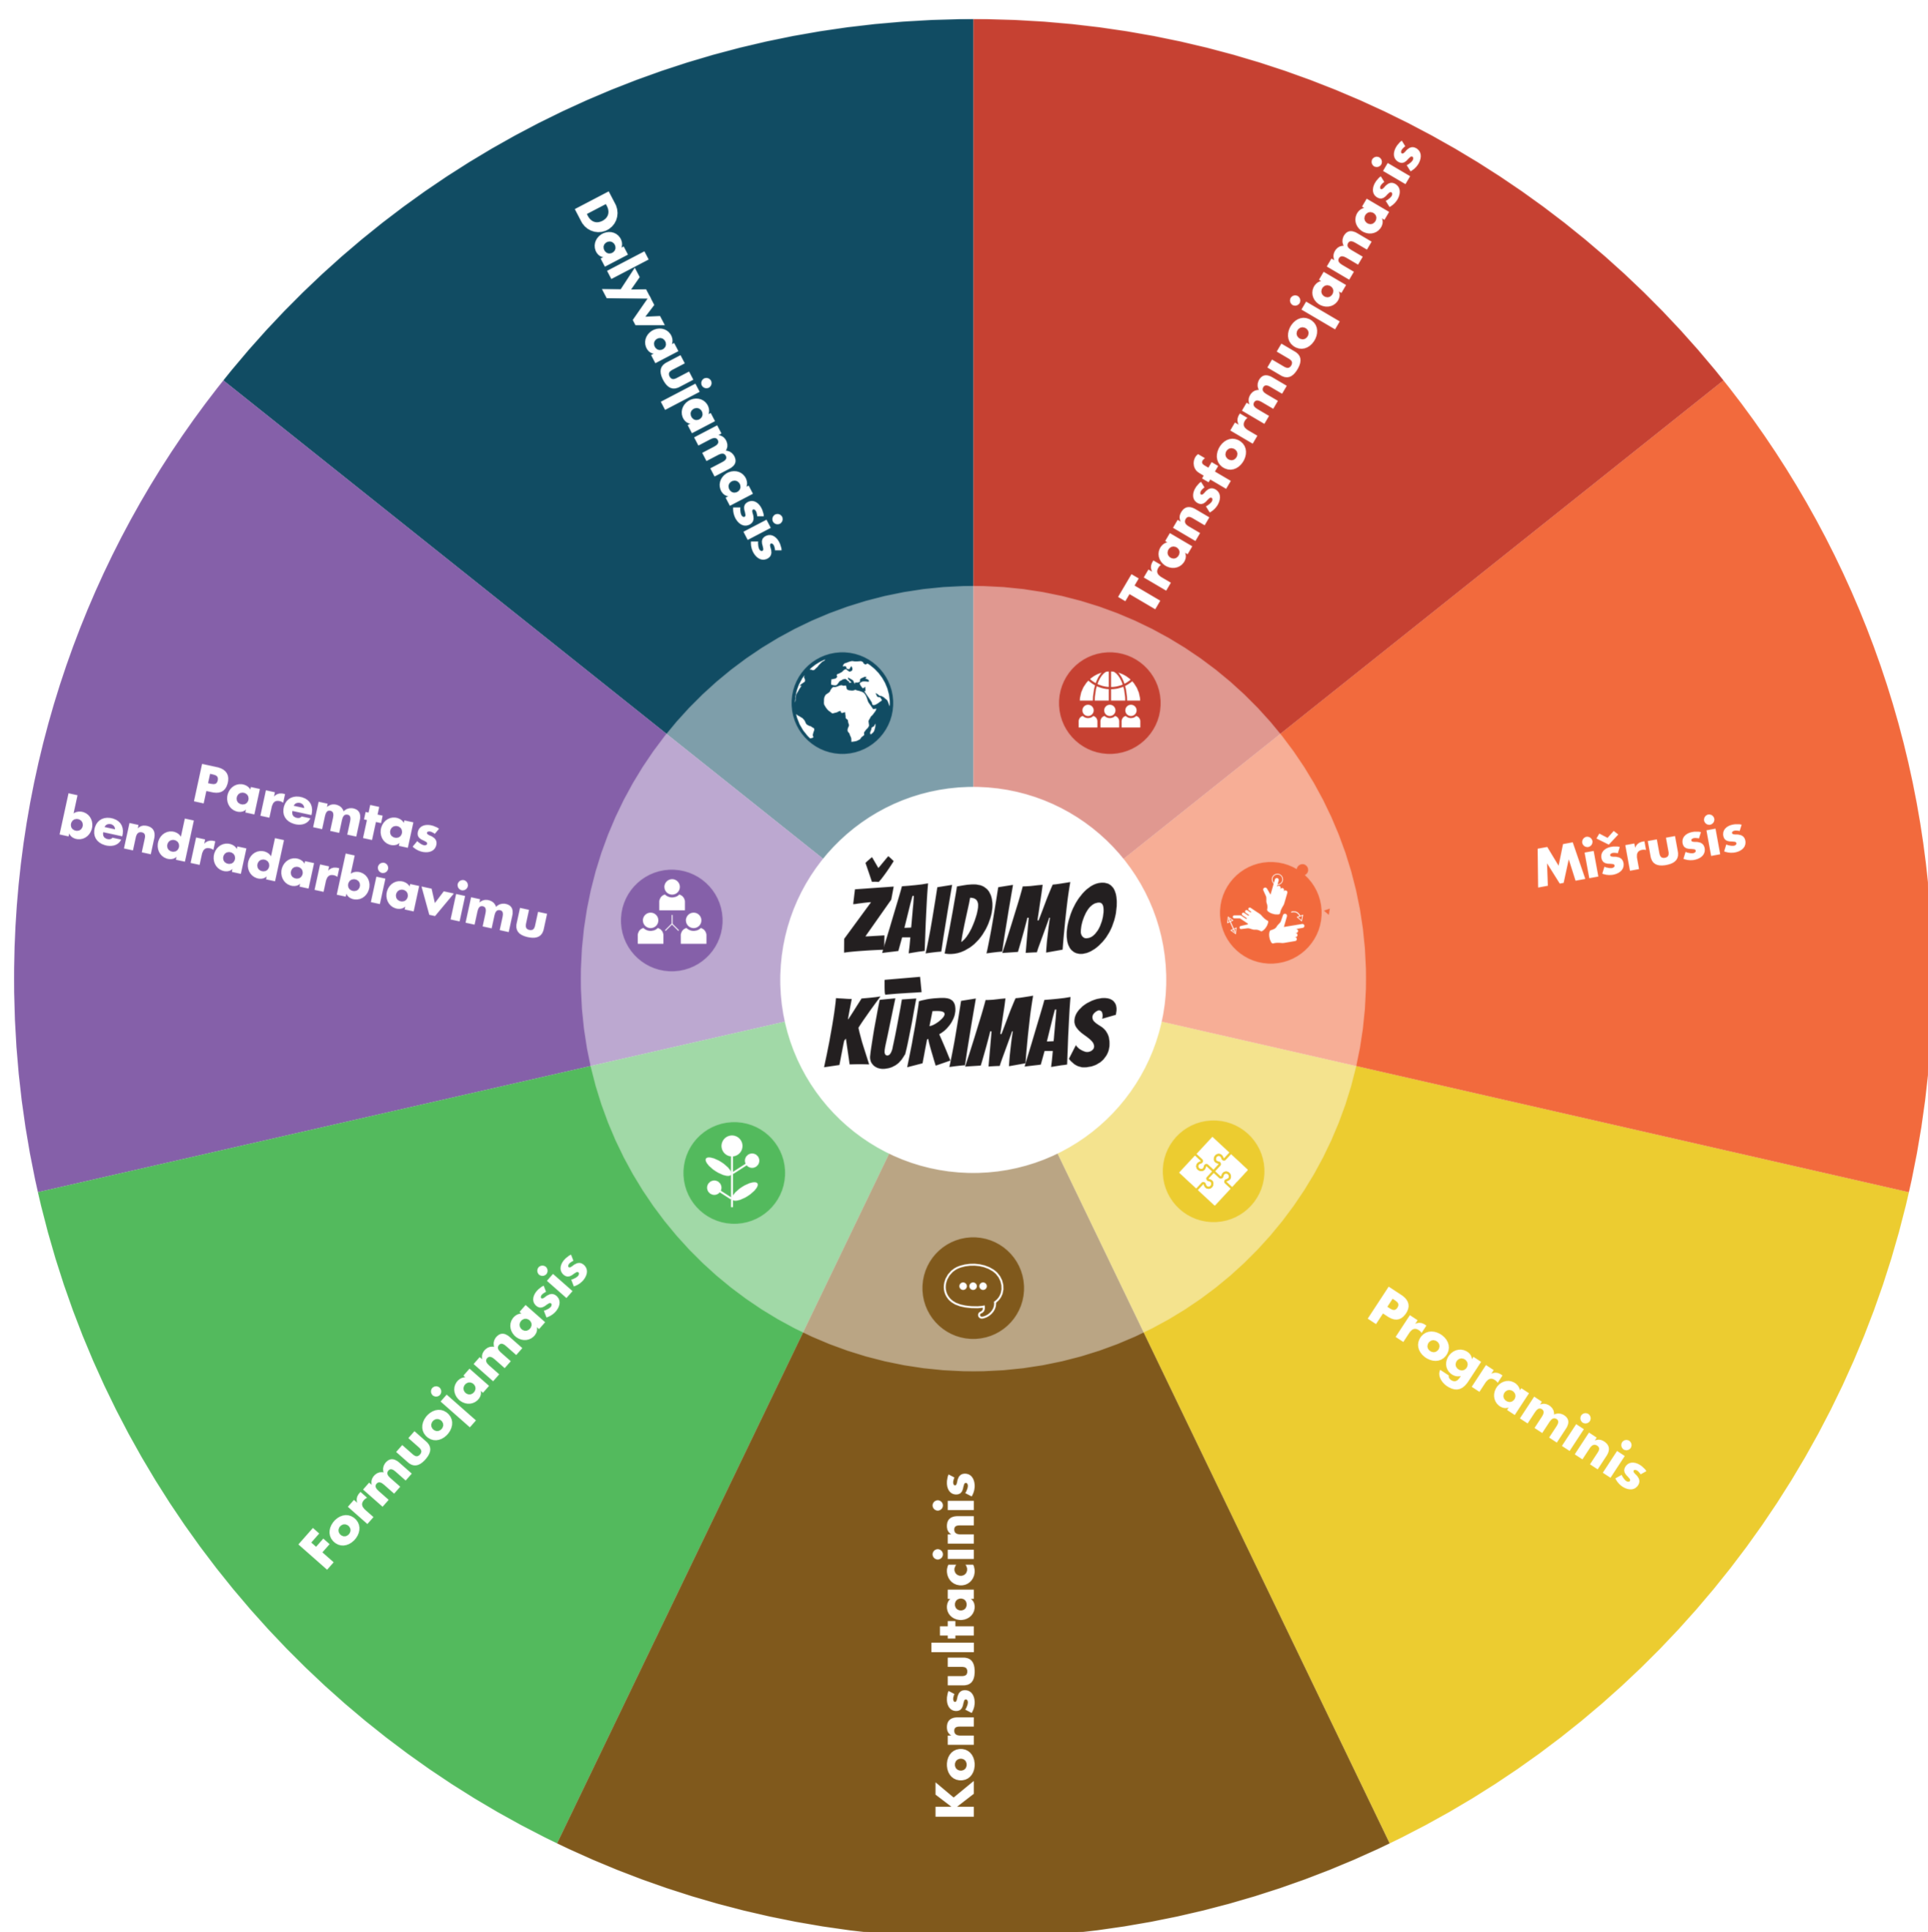 ŽAIDIMO
KŪRIMAS
Transformuojamasis
Mišrusis
Programinis
Konsultacinis
Formuojamasis
Paremtas
bendradarbiavimu
Dalyvaujamasis